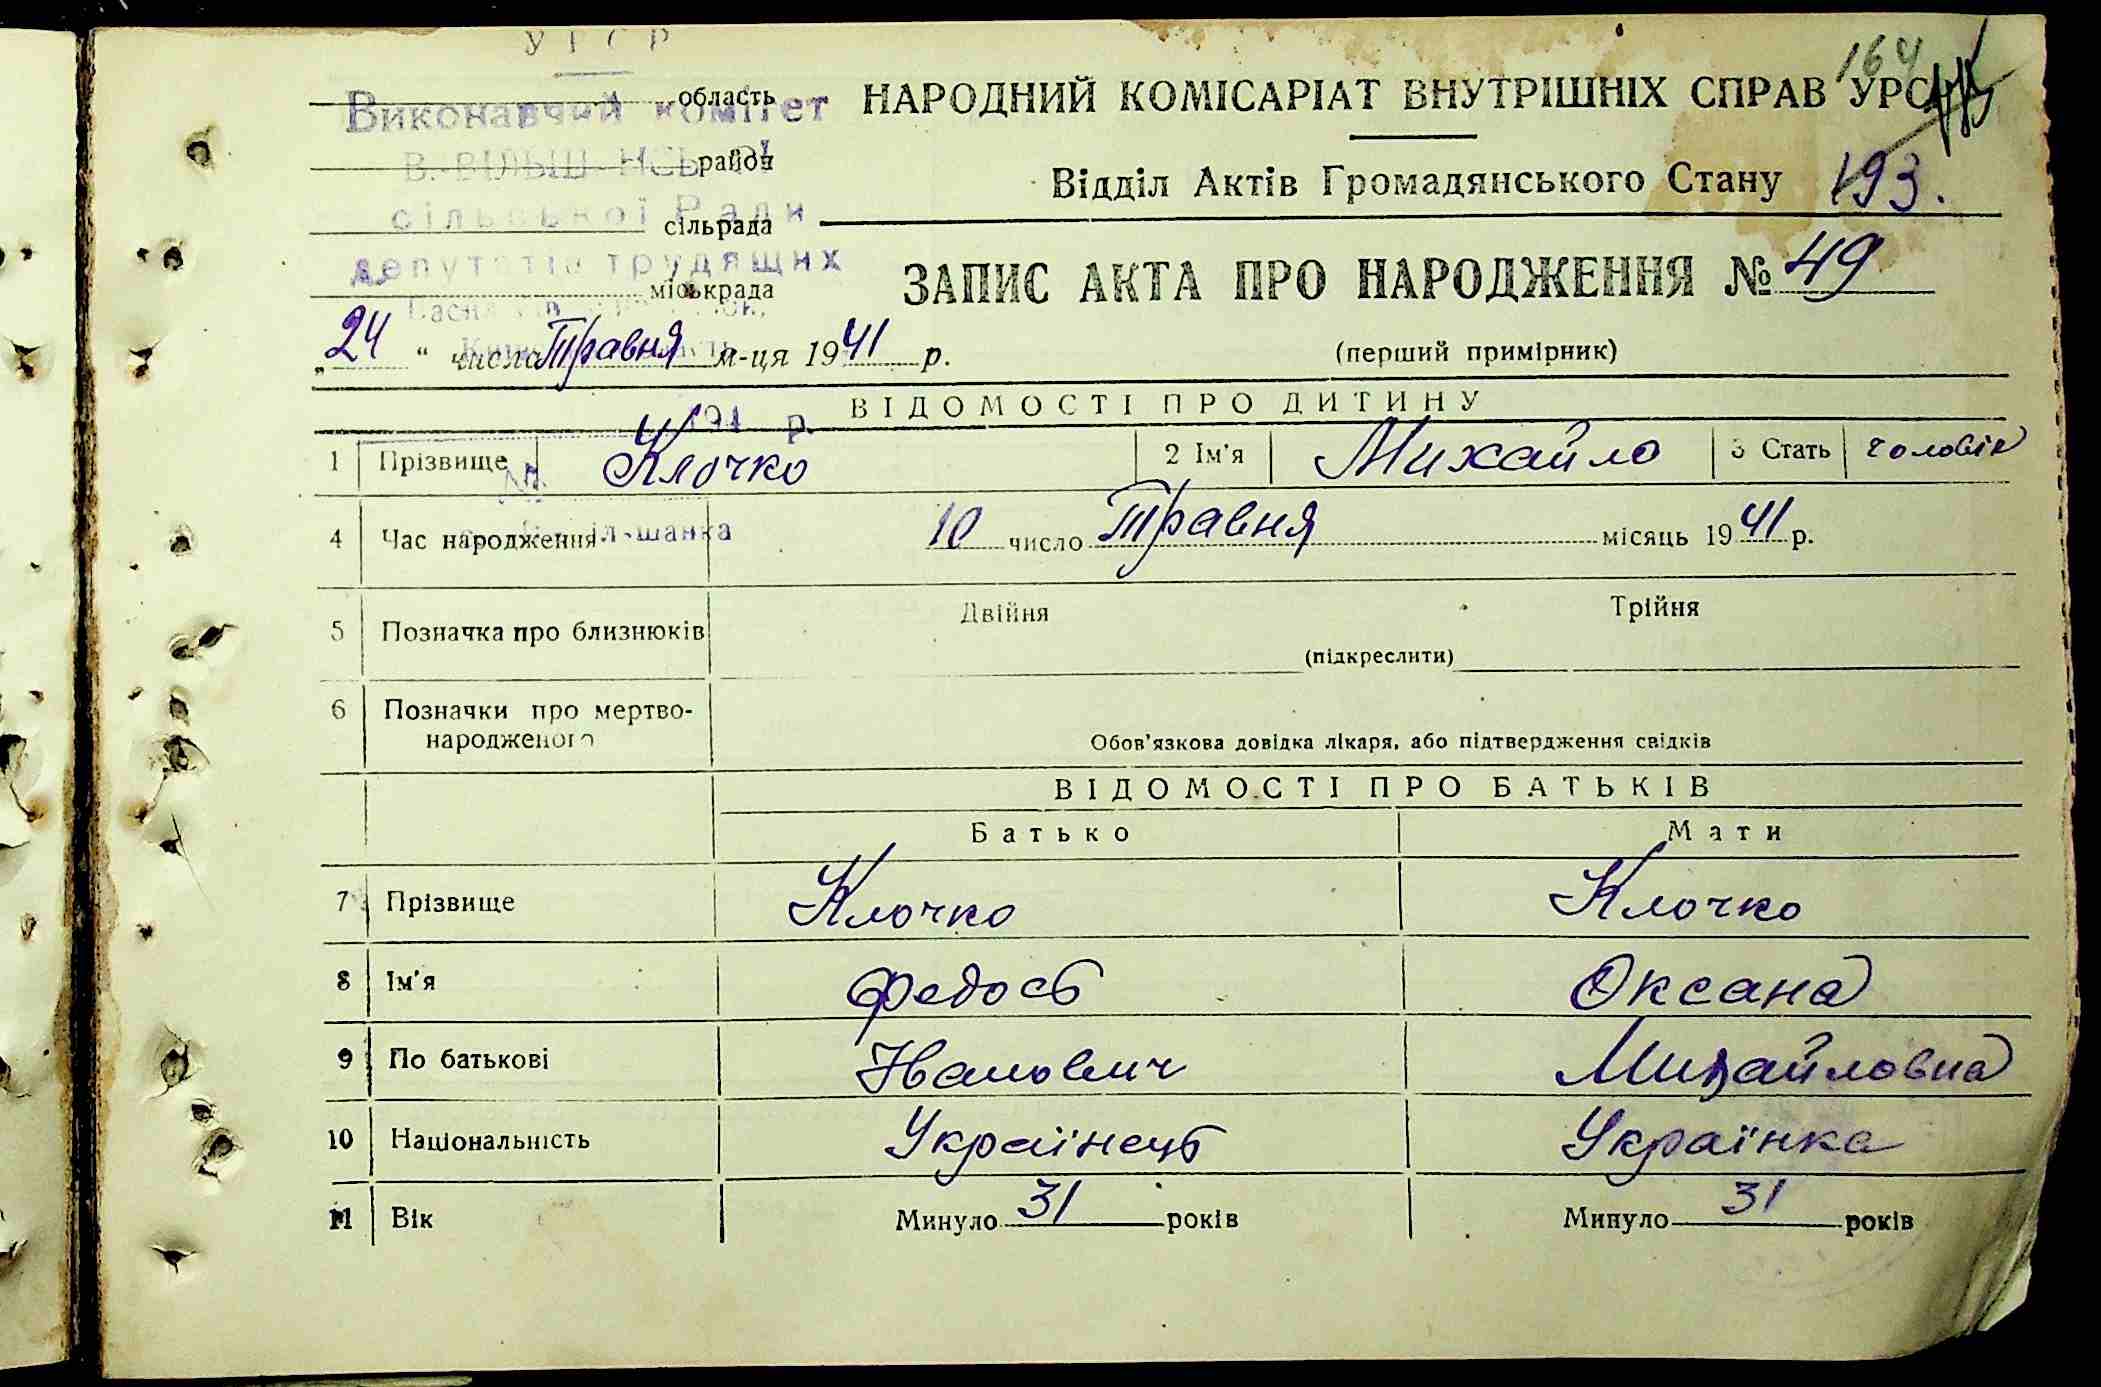 УРСР
Виконавчий комітет
область
район
сільської Ради
сільрада
депутатів трудящих
міськрада
„24“ числа Травня м-ця 1941 р.
164
НАРОДНИЙ КОМІСАРІАТ ВНУТРІШНІХ СПРАВ УРСР
Відділ Актів Громадянського Стану 193.
ЗАПИС АКТА ПРО НАРОДЖЕННЯ № 49
(перший примірник)
ВІДОМОСТІ ПРО ДИТИНУ
194 р.
1 Прізвище Клочко 2 Ім'я Михайло 3 Стать чоловік
№
4 Час народження 10 число Травня місяць 1941 р.
5 Позначка про близнюків Двійня Трійня
(підкреслити)
6 Позначки про мертво-
народженого
Обов'язкова довідка лікаря, або підтвердження свідків
ВІДОМОСТІ ПРО БАТЬКІВ
Батько Мати
7 Прізвище Клочко Клочко
8 Ім'я Федось Оксана
9 По батькові Иванович Михайловна
10 Національність Українець Українка
11 Вік Минуло 31 років Минуло 31 років